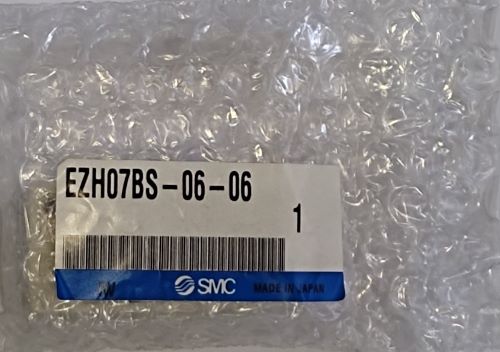 EZH07BS-06-06
1
SMC MADE IN JAPAN